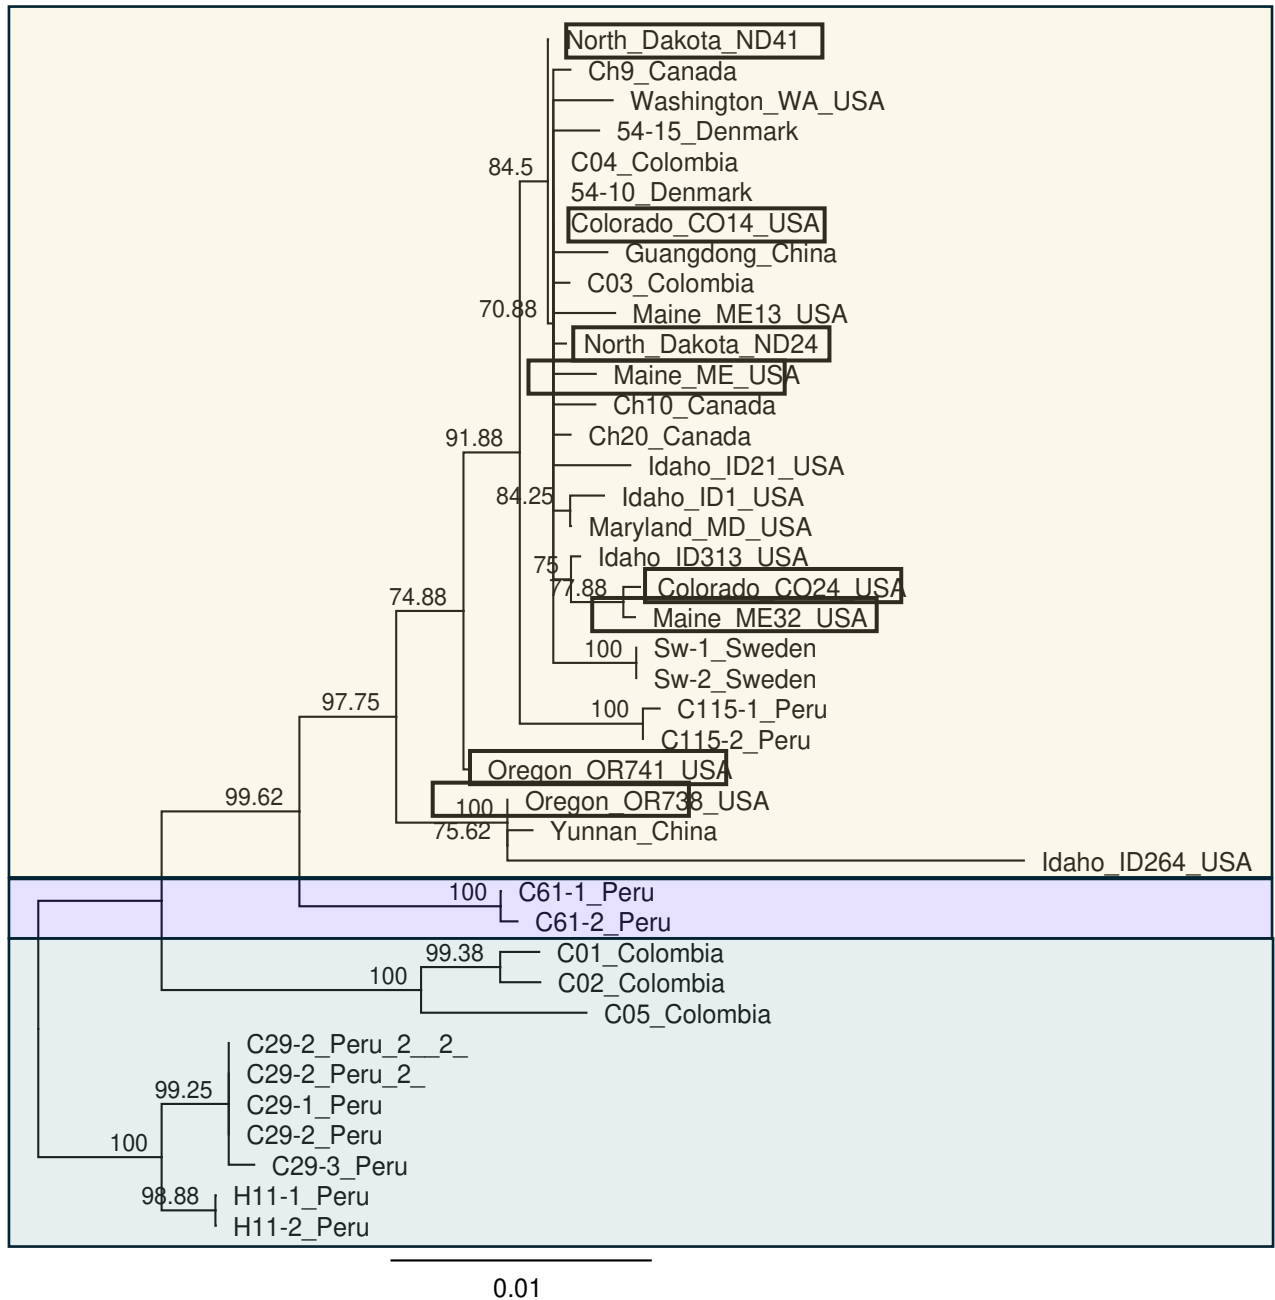 North_Dakota_ND41
Ch9_Canada
Washington_WA_USA
54-15_Denmark
C04_Colombia
84.5
54-10_Denmark
Colorado_CO14_USA
Guangdong_China
C03_Colombia
70.88
Maine_ME13_USA
North_Dakota_ND24
Maine_ME_USA
Ch10_Canada
Ch20_Canada
91.88
Idaho_ID21_USA
84.25
Idaho_ID1_USA
Maryland_MD_USA
Idaho_ID313_USA
75
77.88
Colorado_CO24_USA
74.88
Maine_ME32_USA
100
Sw-1_Sweden
Sw-2_Sweden
97.75
100
C115-1_Peru
C115-2_Peru
Oregon_OR741_USA
99.62
100
Oregon_OR738_USA
75.62
Yunnan_China
Idaho_ID264_USA
100
C61-1_Peru
C61-2_Peru
99.38
C01_Colombia
100
C02_Colombia
C05_Colombia
C29-2_Peru_2__2_
C29-2_Peru_2_
99.25
C29-1_Peru
C29-2_Peru
100
C29-3_Peru
98.88
H11-1_Peru
H11-2_Peru
0.01